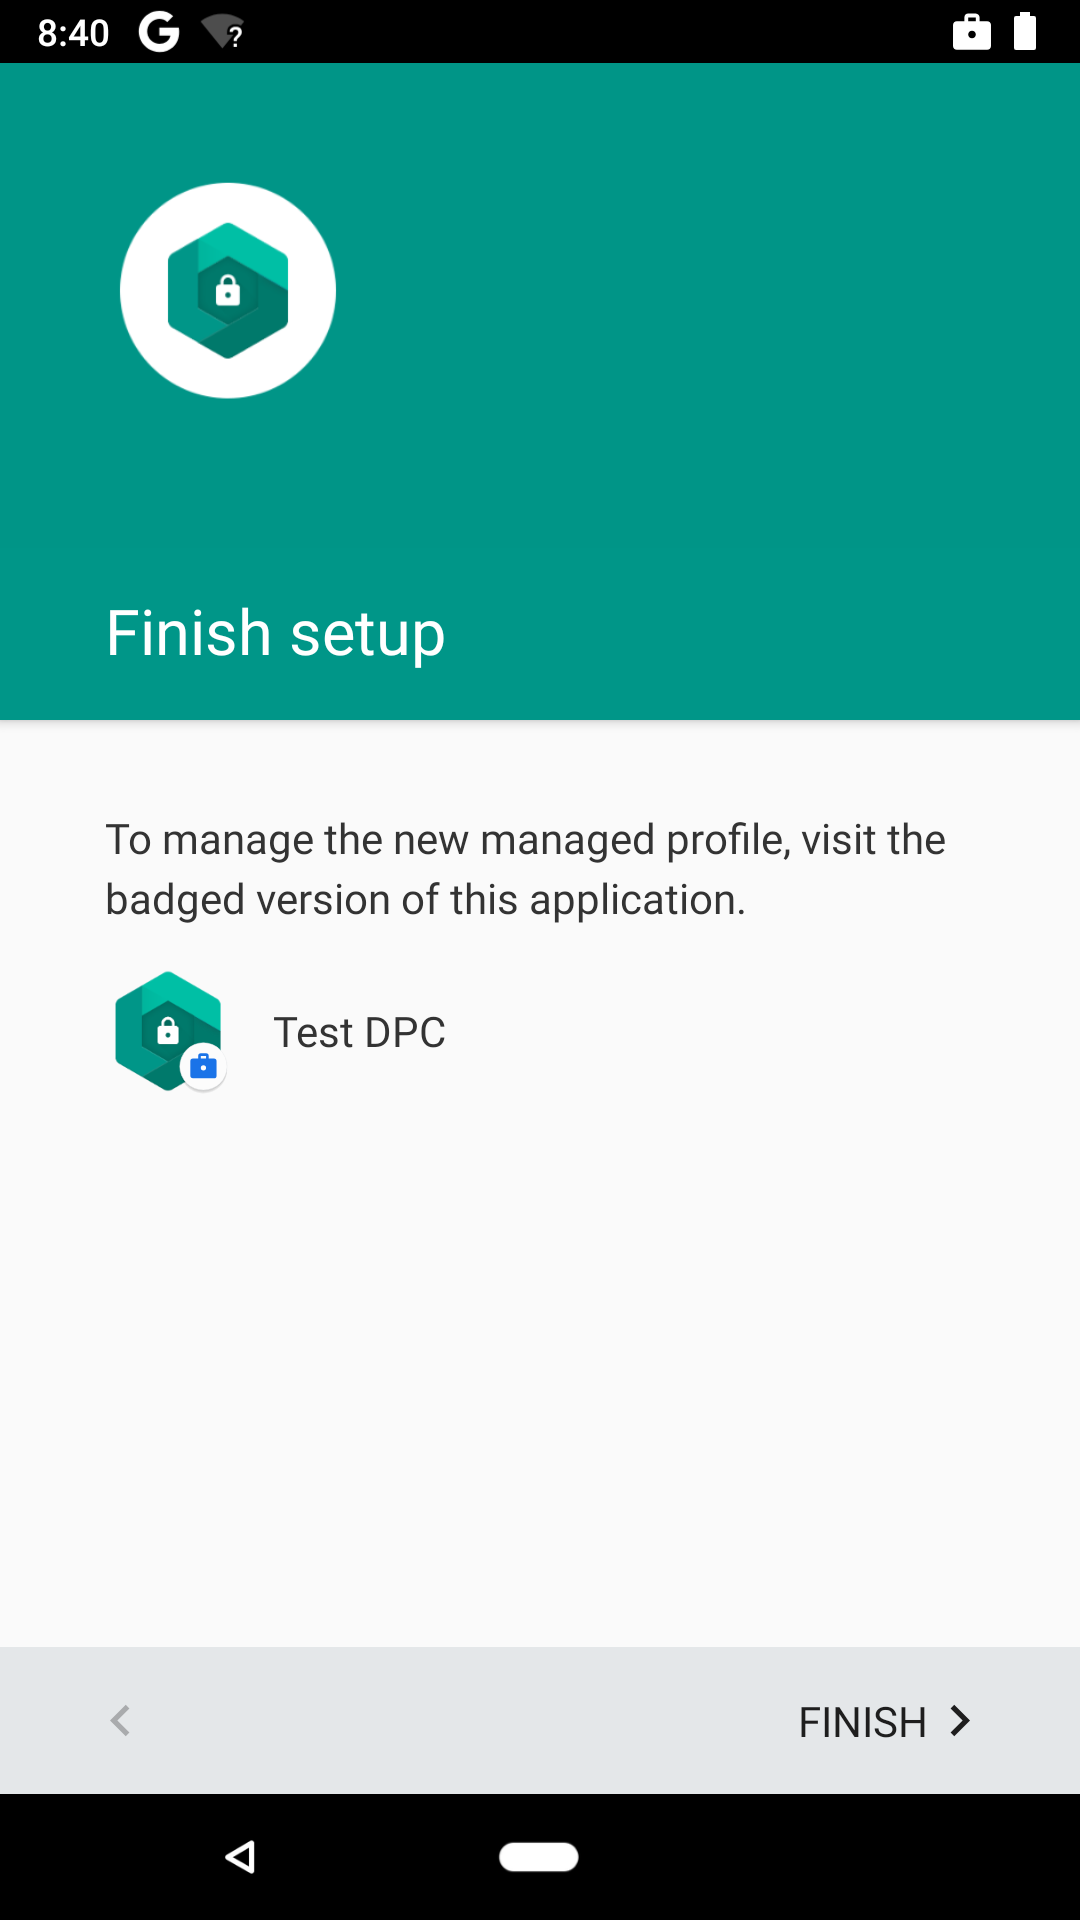 8:40
Finish setup
To manage the new managed profile, visit the
badged version of this application.
Test DPC
FINISH